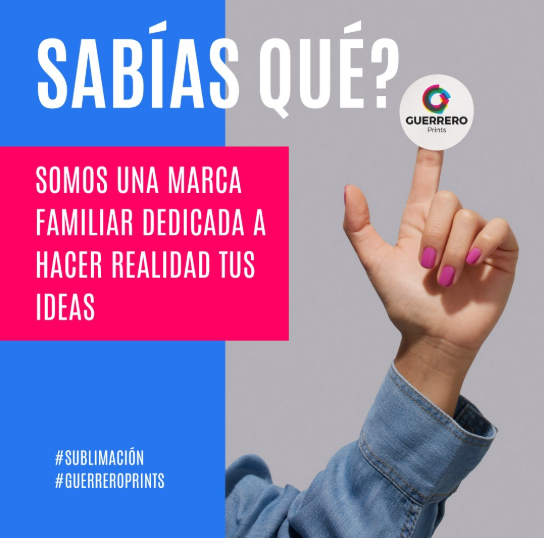 SABÍAS QUÉ?
GUERRERO
Prints
SOMOS UNA MARCA
FAMILIAR DEDICADA A
HACER REALIDAD TUS
IDEAS
#SUBLIMACIÓN
#GUERREROPRINTS